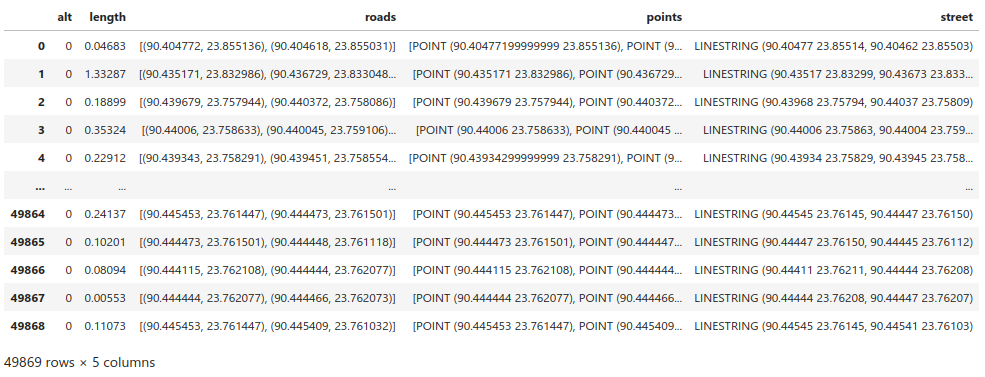 alt length roads points street
0 0 0.04683 [(90.404772, 23.855136), (90.404618, 23.855031)] [POINT (90.40477199999999 23.855136), POINT (9... LINESTRING (90.40477 23.85514, 90.40462 23.85503)
1 0 1.33287 [(90.435171, 23.832986), (90.436729, 23.833048... [POINT (90.435171 23.832986), POINT (90.436729... LINESTRING (90.43517 23.83299, 90.43673 23.833...
2 0 0.18899 [(90.439679, 23.757944), (90.440372, 23.758086)] [POINT (90.439679 23.757944), POINT (90.440372... LINESTRING (90.43968 23.75794, 90.44037 23.75809)
3 0 0.35324 [(90.44006, 23.758633), (90.440045, 23.759106)... [POINT (90.44006 23.758633), POINT (90.440045 ... LINESTRING (90.44006 23.75863, 90.44004 23.759...
4 0 0.22912 [(90.439343, 23.758291), (90.439451, 23.758554... [POINT (90.43934299999999 23.758291), POINT (9... LINESTRING (90.43934 23.75829, 90.43945 23.758...
... ... ... ... ... ...
49864 0 0.24137 [(90.445453, 23.761447), (90.444473, 23.761501)] [POINT (90.445453 23.761447), POINT (90.444473... LINESTRING (90.44545 23.76145, 90.44447 23.76150)
49865 0 0.10201 [(90.444473, 23.761501), (90.444448, 23.761118)] [POINT (90.444473 23.761501), POINT (90.444447... LINESTRING (90.44447 23.76150, 90.44445 23.76112)
49866 0 0.08094 [(90.444115, 23.762108), (90.444444, 23.762077)] [POINT (90.444115 23.762108), POINT (90.444444... LINESTRING (90.44411 23.76211, 90.44444 23.76208)
49867 0 0.00553 [(90.444444, 23.762077), (90.444466, 23.762073)] [POINT (90.444444 23.762077), POINT (90.444466... LINESTRING (90.44444 23.76208, 90.44447 23.76207)
49868 0 0.11073 [(90.445453, 23.761447), (90.445409, 23.761032)] [POINT (90.445453 23.761447), POINT (90.445409... LINESTRING (90.44545 23.76145, 90.44541 23.76103)
49869 rows × 5 columns